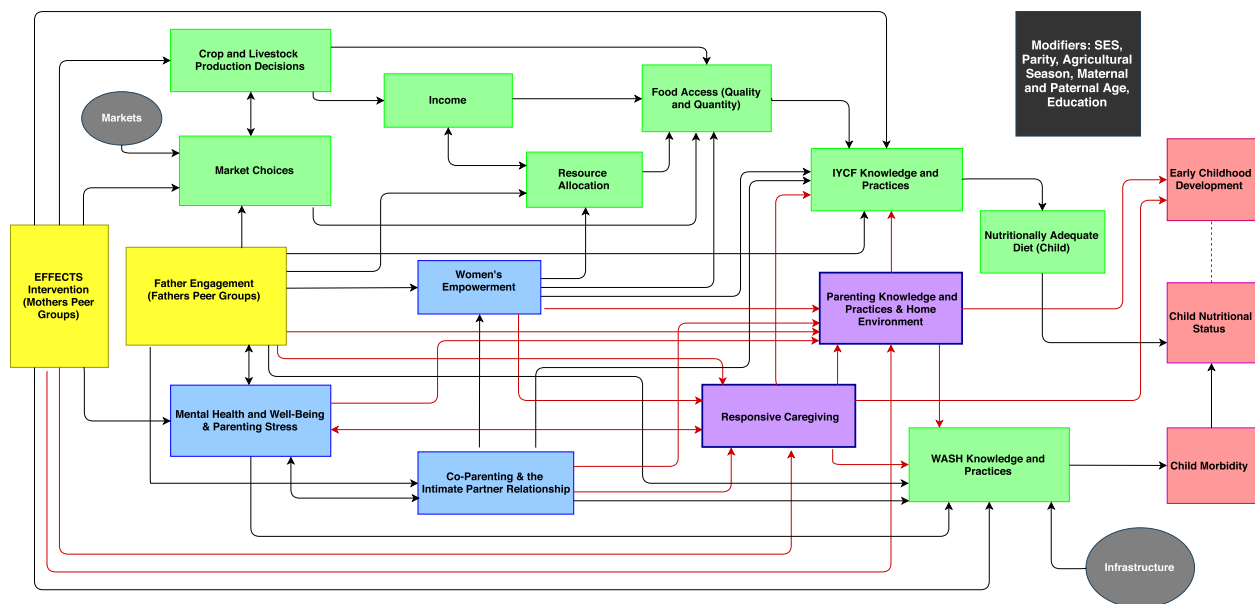 Crop and Livestock
Production Decisions
Markets
Market Choices
Income
Resource
Allocation
Food Access (Quality
and Quantity)
Modifiers: SES,
Parity, Agricultural
Season, Maternal
and Paternal Age,
Education
IYCF Knowledge and
Practices
Early Childhood
Development
Nutritionally Adequate
Diet (Child)
EFFECTS
Intervention
(Mothers Peer
Groups)
Father Engagement
(Fathers Peer Groups)
Women's
Empowerment
Parenting Knowledge and
Practices & Home
Environment
Child Nutritional
Status
Mental Health and Well-Being
& Parenting Stress
Responsive Caregiving
Co-Parenting & the
Intimate Partner Relationship
WASH Knowledge and
Practices
Child Morbidity
Infrastructure